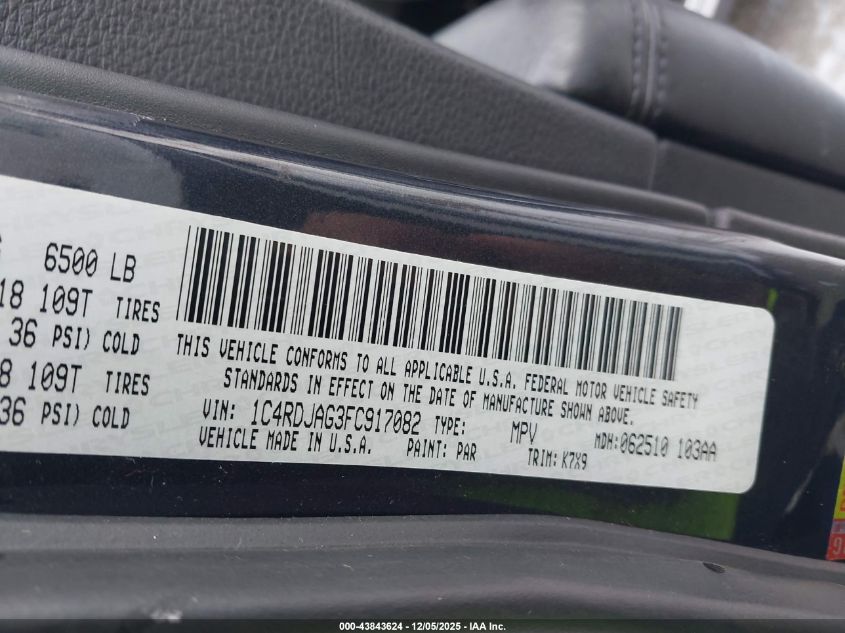 6500 LB
18 109T TIRES
36 PSI) COLD
8 109T TIRES
36 PSI) COLD
THIS VEHICLE CONFORMS TO ALL APPLICABLE U.S.A. FEDERAL MOTOR VEHICLE SAFETY
STANDARDS IN EFFECT ON THE DATE OF MANUFACTURE SHOWN ABOVE.
VIN: 1C4RDJAG3FC917082 TYPE: MPV MDH:062510 103AA
VEHICLE MADE IN U.S.A. PAINT: PAR TRIM: K7X9
000-43843624 - 12/05/2025 - IAA Inc.